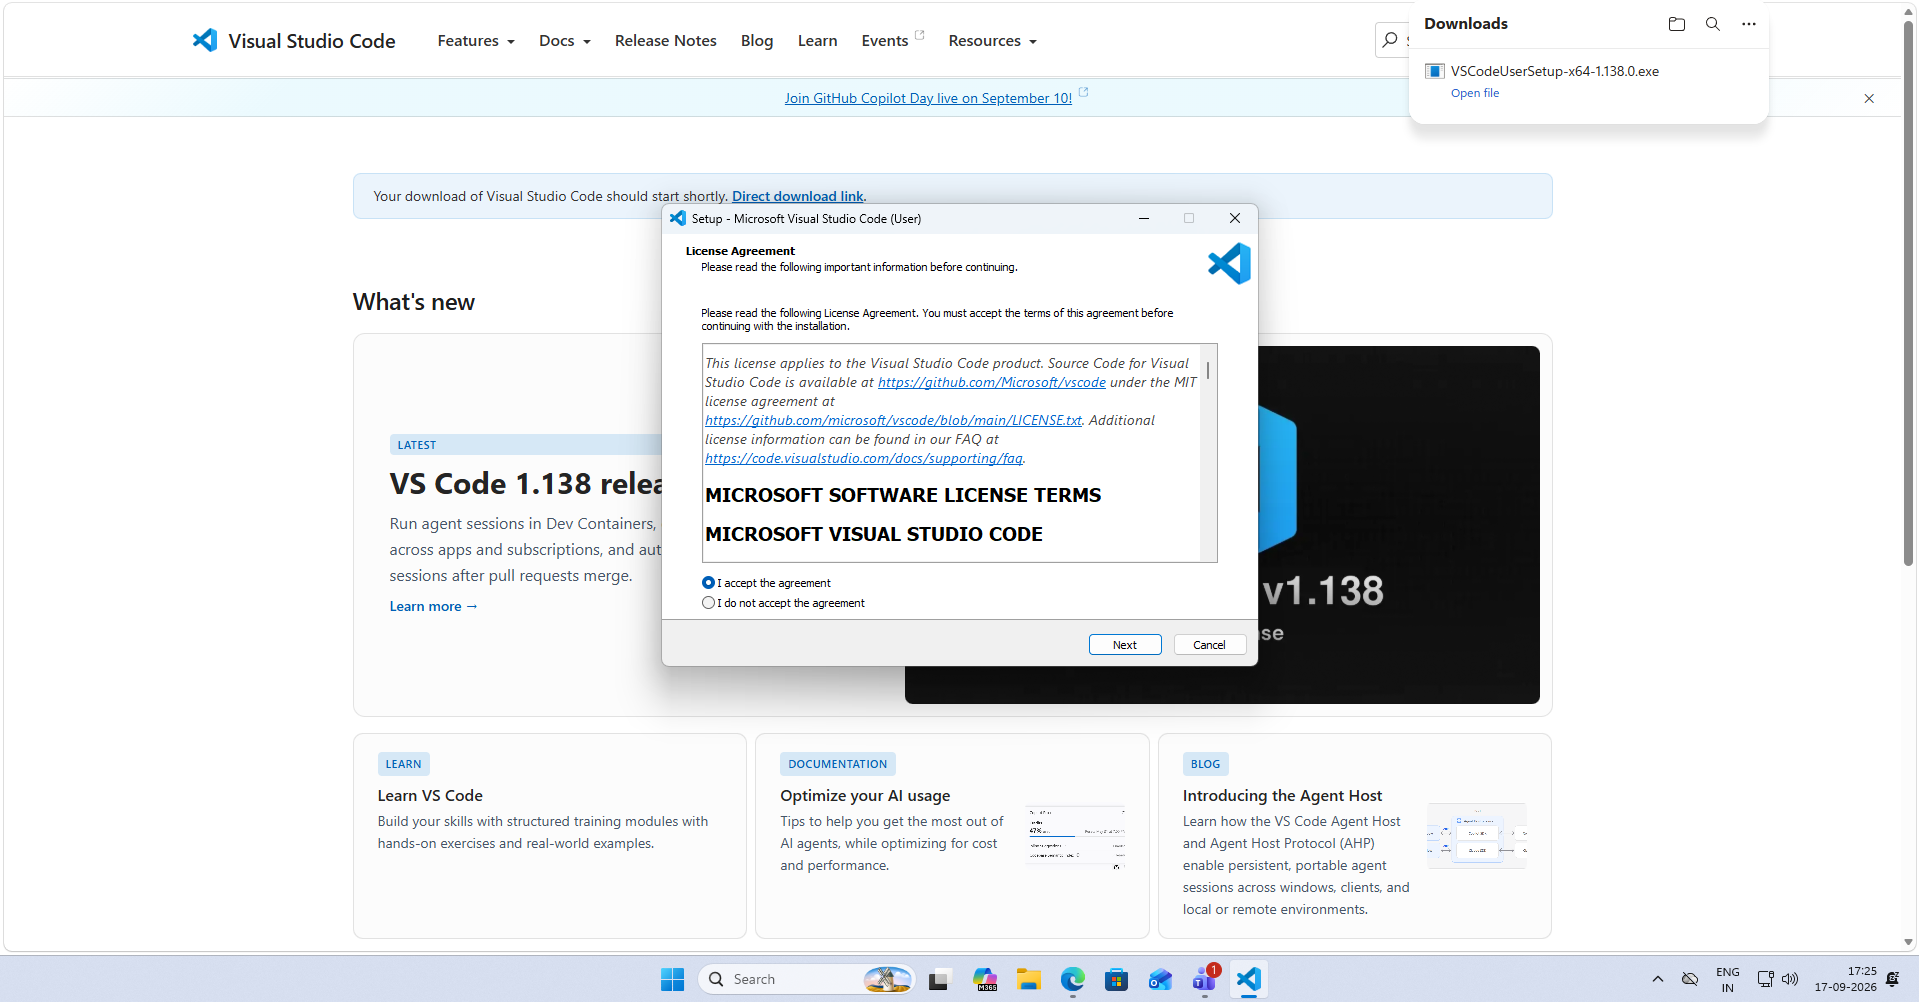 Visual Studio Code
Features
Docs
Release Notes
Blog
Learn
Events
Resources
Downloads
VSCodeUserSetup-x64-1.138.0.exe
Open file
Join GitHub Copilot Day live on September 10!
Your download of Visual Studio Code should start shortly. Direct download link.
Setup - Microsoft Visual Studio Code (User)
License Agreement
Please read the following important information before continuing.
Please read the following License Agreement. You must accept the terms of this agreement before
continuing with the installation.
This license applies to the Visual Studio Code product. Source Code for Visual
Studio Code is available at https://github.com/Microsoft/vscode under the MIT
license agreement at
https://github.com/microsoft/vscode/blob/main/LICENSE.txt. Additional
license information can be found in our FAQ at
https://code.visualstudio.com/docs/supporting/faq.
MICROSOFT SOFTWARE LICENSE TERMS
MICROSOFT VISUAL STUDIO CODE
I accept the agreement
I do not accept the agreement
Next
Cancel
What's new
LATEST
VS Code 1.138 relea
Run agent sessions in Dev Containers,
across apps and subscriptions, and aut
sessions after pull requests merge.
Learn more →
v1.138
se
LEARN
Learn VS Code
Build your skills with structured training modules with
hands-on exercises and real-world examples.
DOCUMENTATION
Optimize your AI usage
Tips to help you get the most out of
AI agents, while optimizing for cost
and performance.
47%
BLOG
Introducing the Agent Host
Learn how the VS Code Agent Host
and Agent Host Protocol (AHP)
enable persistent, portable agent
sessions across windows, clients, and
local or remote environments.
Search
M365
1
ENG
IN
17:25
17-09-2026